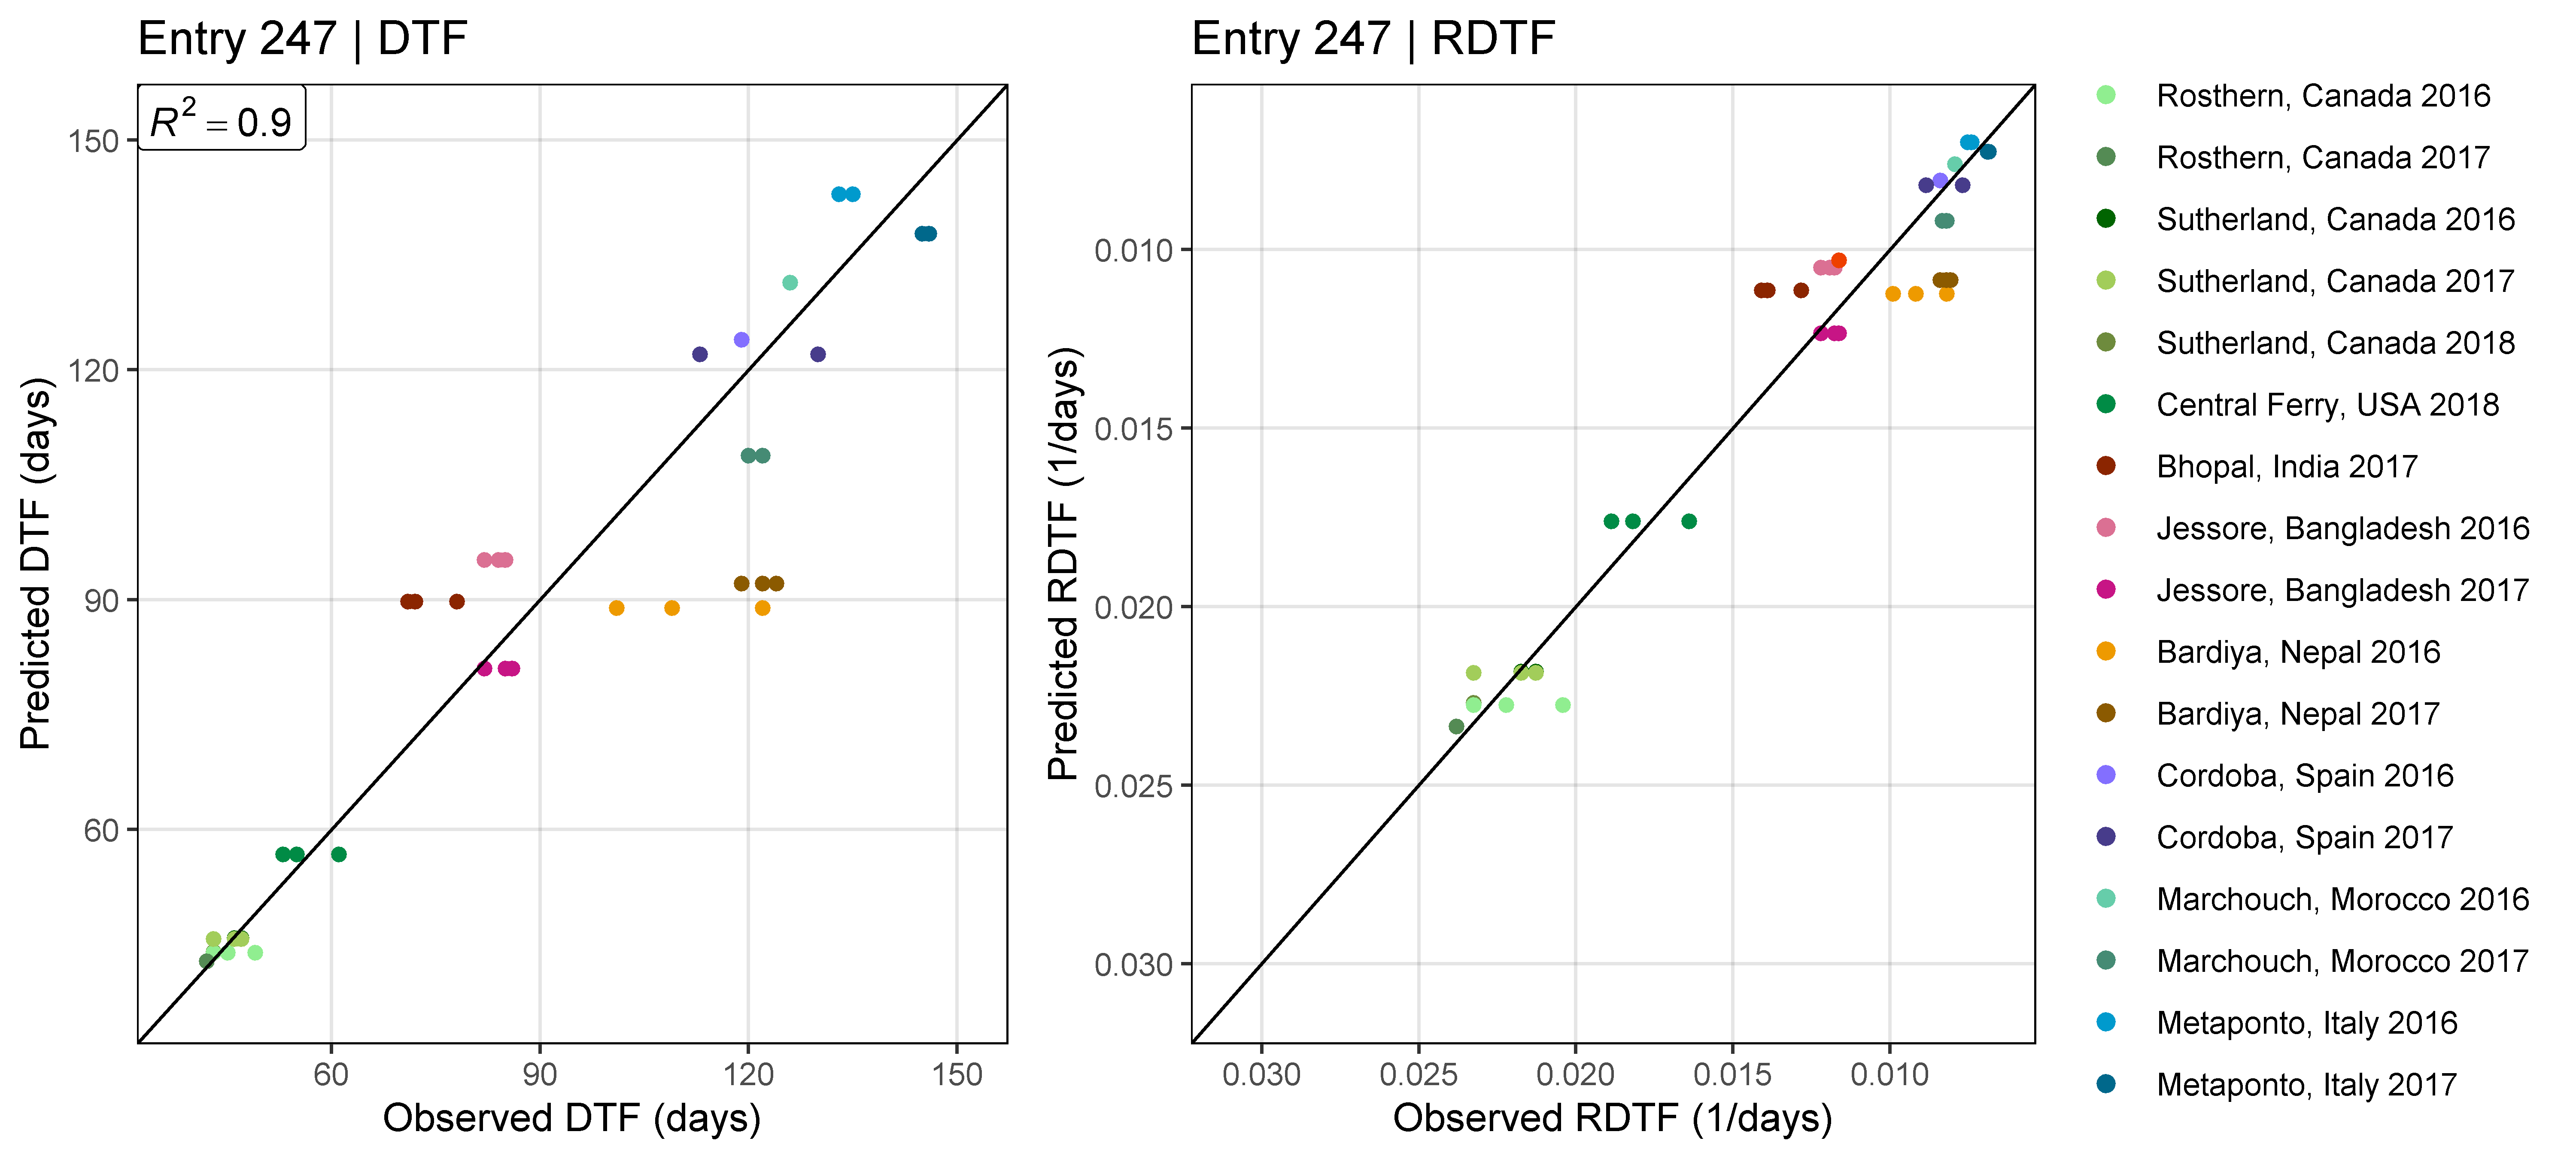 Entry 247 | DTF
R² = 0.9
Predicted DTF (days)
150
120
90
60
60 90 120 150
Observed DTF (days)
Entry 247 | RDTF
Predicted RDTF (1/days)
0.010
0.015
0.020
0.025
0.030
0.030 0.025 0.020 0.015 0.010
Observed RDTF (1/days)
Rosthern, Canada 2016
Rosthern, Canada 2017
Sutherland, Canada 2016
Sutherland, Canada 2017
Sutherland, Canada 2018
Central Ferry, USA 2018
Bhopal, India 2017
Jessore, Bangladesh 2016
Jessore, Bangladesh 2017
Bardiya, Nepal 2016
Bardiya, Nepal 2017
Cordoba, Spain 2016
Cordoba, Spain 2017
Marchouch, Morocco 2016
Marchouch, Morocco 2017
Metaponto, Italy 2016
Metaponto, Italy 2017